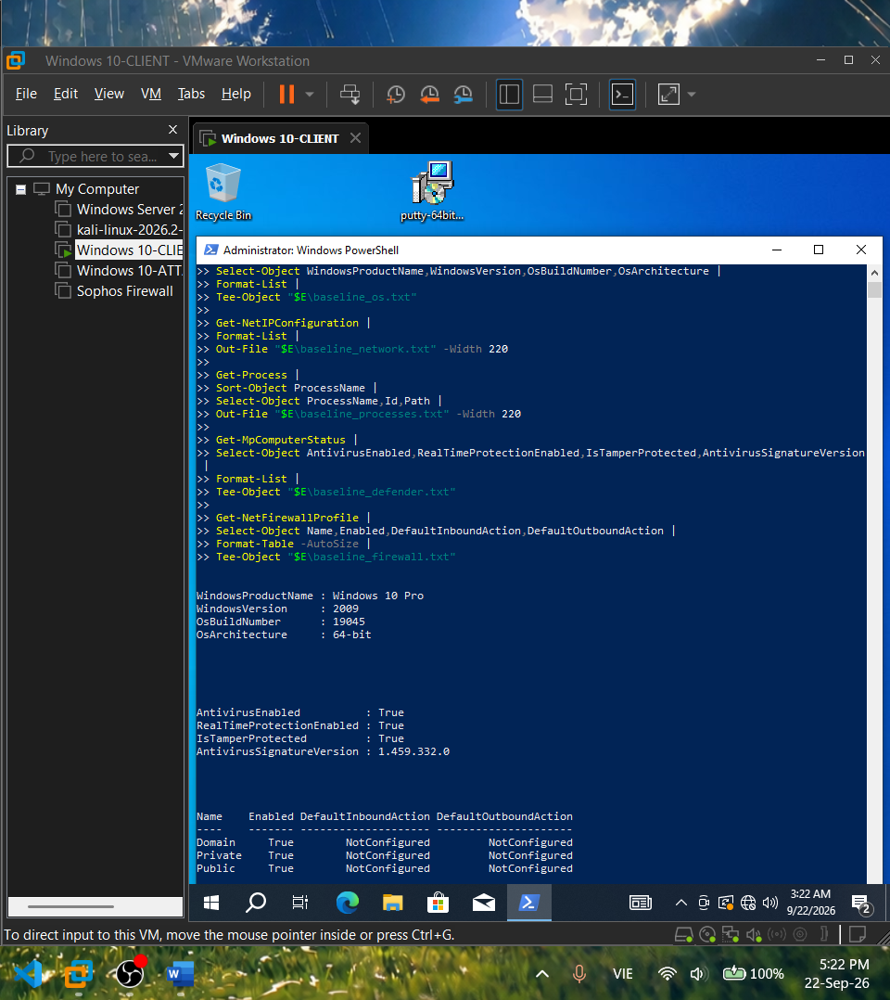 Windows 10-CLIENT - VMware Workstation
File Edit View VM Tabs Help
Library
Type here to sea...
My Computer
Windows Server 2
kali-linux-2026.2-
Windows 10-CLIE
Windows 10-ATT.
Sophos Firewall
Windows 10-CLIENT
Recycle Bin
putty-64bit...
Administrator: Windows PowerShell
>> Select-Object WindowsProductName,WindowsVersion,OsBuildNumber,OsArchitecture |
>> Format-List |
>> Tee-Object "$E\baseline_os.txt"
>>
>> Get-NetIPConfiguration |
>> Format-List |
>> Out-File "$E\baseline_network.txt" -Width 220
>>
>> Get-Process |
>> Sort-Object ProcessName |
>> Select-Object ProcessName,Id,Path |
>> Out-File "$E\baseline_processes.txt" -Width 220
>>
>> Get-MpComputerStatus |
>> Select-Object AntivirusEnabled,RealTimeProtectionEnabled,IsTamperProtected,AntivirusSignatureVersion
|
>> Format-List |
>> Tee-Object "$E\baseline_defender.txt"
>>
>> Get-NetFirewallProfile |
>> Select-Object Name,Enabled,DefaultInboundAction,DefaultOutboundAction |
>> Format-Table -AutoSize |
>> Tee-Object "$E\baseline_firewall.txt"
WindowsProductName : Windows 10 Pro
WindowsVersion : 2009
OsBuildNumber : 19045
OsArchitecture : 64-bit
AntivirusEnabled : True
RealTimeProtectionEnabled : True
IsTamperProtected : True
AntivirusSignatureVersion : 1.459.332.0
Name Enabled DefaultInboundAction DefaultOutboundAction
---- ------- -------------------- ---------------------
Domain True NotConfigured NotConfigured
Private True NotConfigured NotConfigured
Public True NotConfigured NotConfigured
3:22 AM
9/22/2026
2
To direct input to this VM, move the mouse pointer inside or press Ctrl+G.
VIE
100%
5:22 PM
22-Sep-26